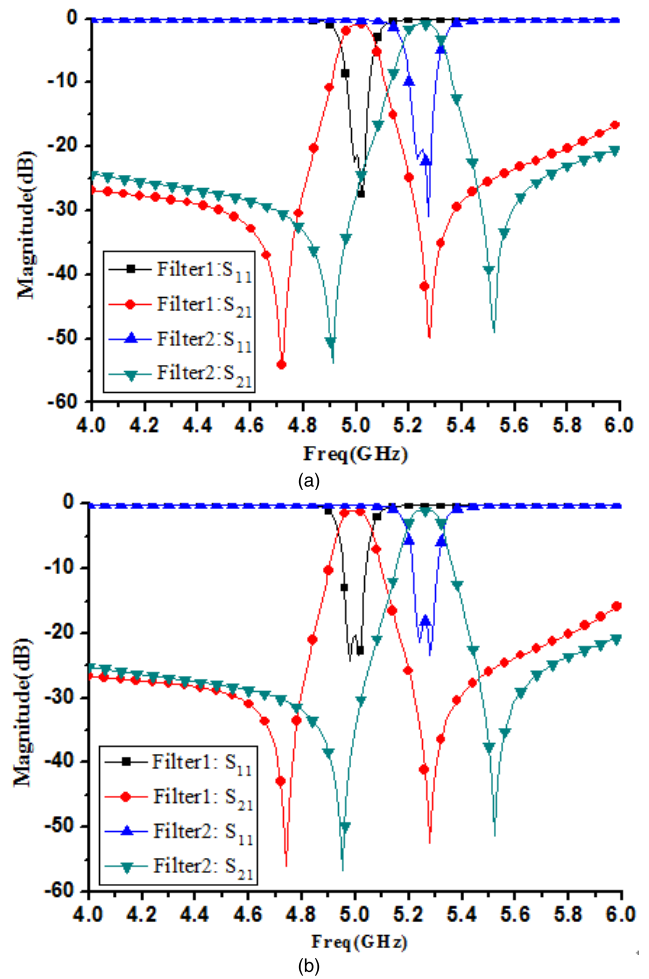 0
-10
-20
-30
-40
-50
-60
Magnitude(dB)
Filter1:S11
Filter1:S21
Filter2:S11
Filter2:S21
4.0 4.2 4.4 4.6 4.8 5.0 5.2 5.4 5.6 5.8 6.0
Freq(GHz)
(a)
0
-10
-20
-30
-40
-50
-60
Magnitude(dB)
Filter1: S11
Filter1: S21
Filter2: S11
Filter2: S21
4.0 4.2 4.4 4.6 4.8 5.0 5.2 5.4 5.6 5.8 6.0
Freq(GHz)
(b)